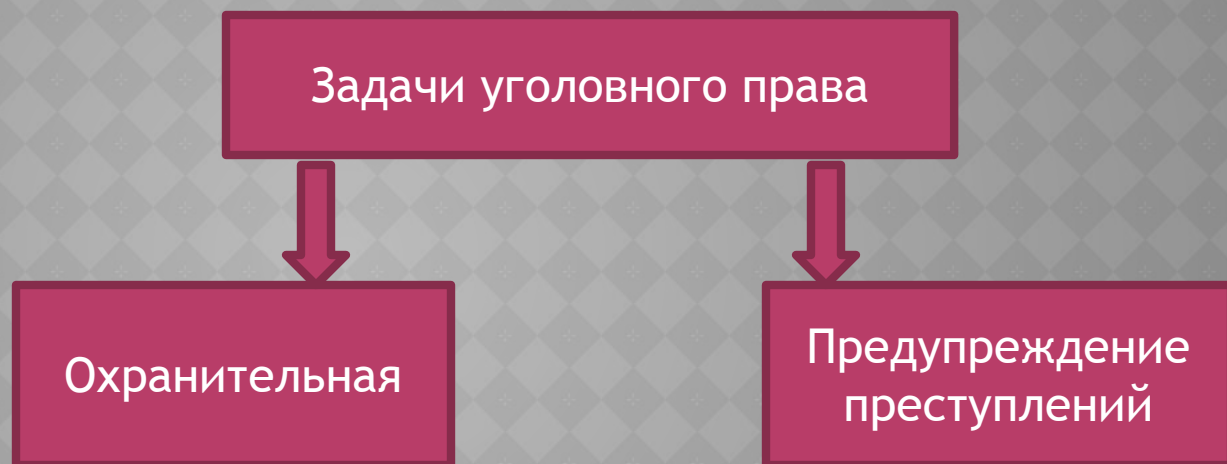 Задачи уголовного права
Охранительная
Предупреждение
преступлений